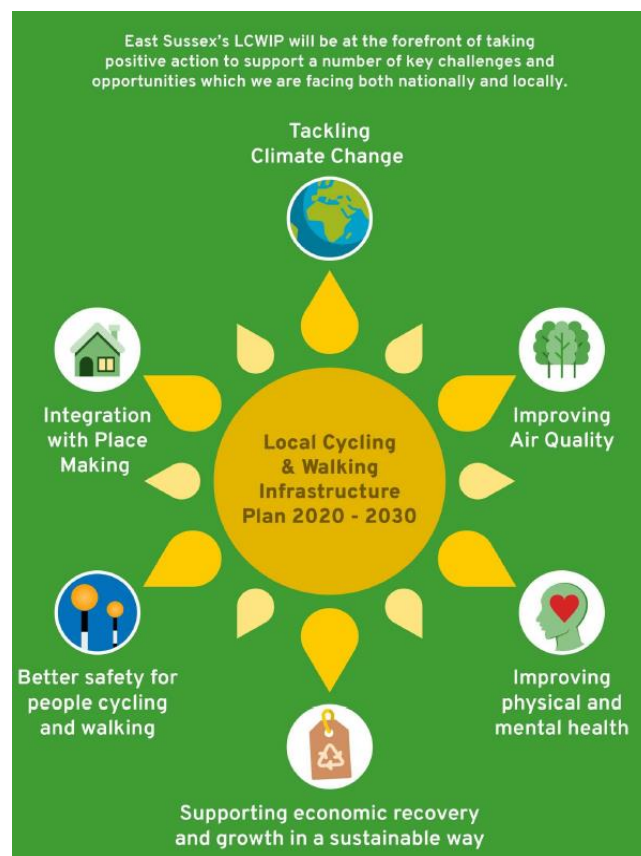 East Sussex's LCWIP will be at the forefront of taking
positive action to support a number of key challenges and
opportunities which we are facing both nationally and locally.
Tackling
Climate Change
Integration
with Place
Making
Improving
Air Quality
Local Cycling
& Walking
Infrastructure
Plan 2020 - 2030
Better safety for
people cycling
and walking
Improving
physical and
mental health
Supporting economic recovery
and growth in a sustainable way